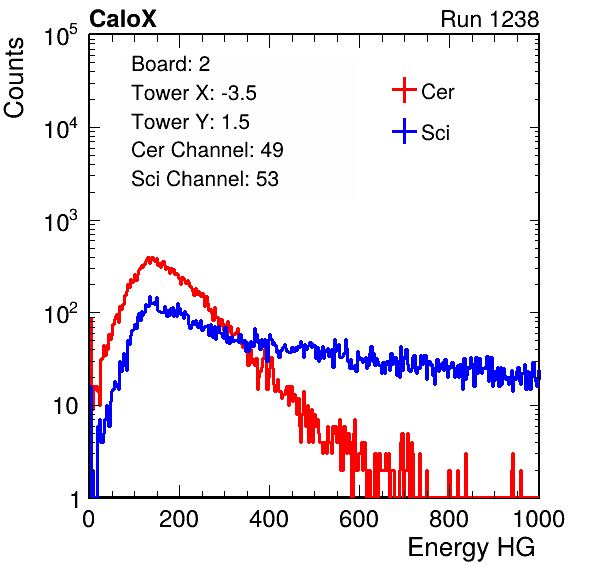 CaloX Run 1238
Counts
10^5
10^4
10^3
10^2
10
1
Board: 2
Tower X: -3.5
Tower Y: 1.5
Cer Channel: 49
Sci Channel: 53
Cer
Sci
0 200 400 600 800 1000
Energy HG